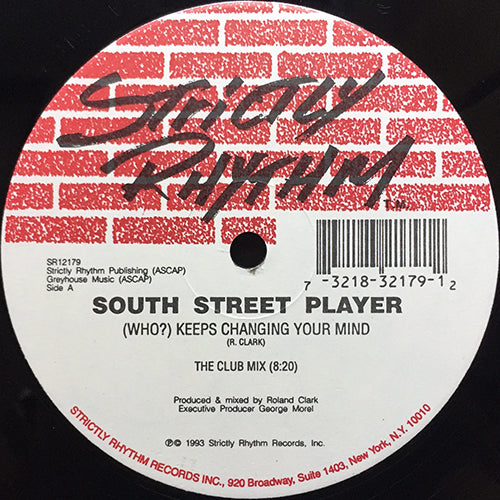 STRICTLY
RHYTHM
T.M.
SR12179
Strictly Rhythm Publishing (ASCAP)
Greyhouse Music (ASCAP)
Side A
7 -3218-32179-1 2
SOUTH STREET PLAYER
(WHO?) KEEPS CHANGING YOUR MIND
(R. CLARK)
THE CLUB MIX (8:20)
Produced & mixed by Roland Clark
Executive Producer George Morel
℗© 1993 Strictly Rhythm Records, Inc.
STRICTLY RHYTHM RECORDS INC., 920 Broadway, Suite 1403, New York, N.Y. 10010